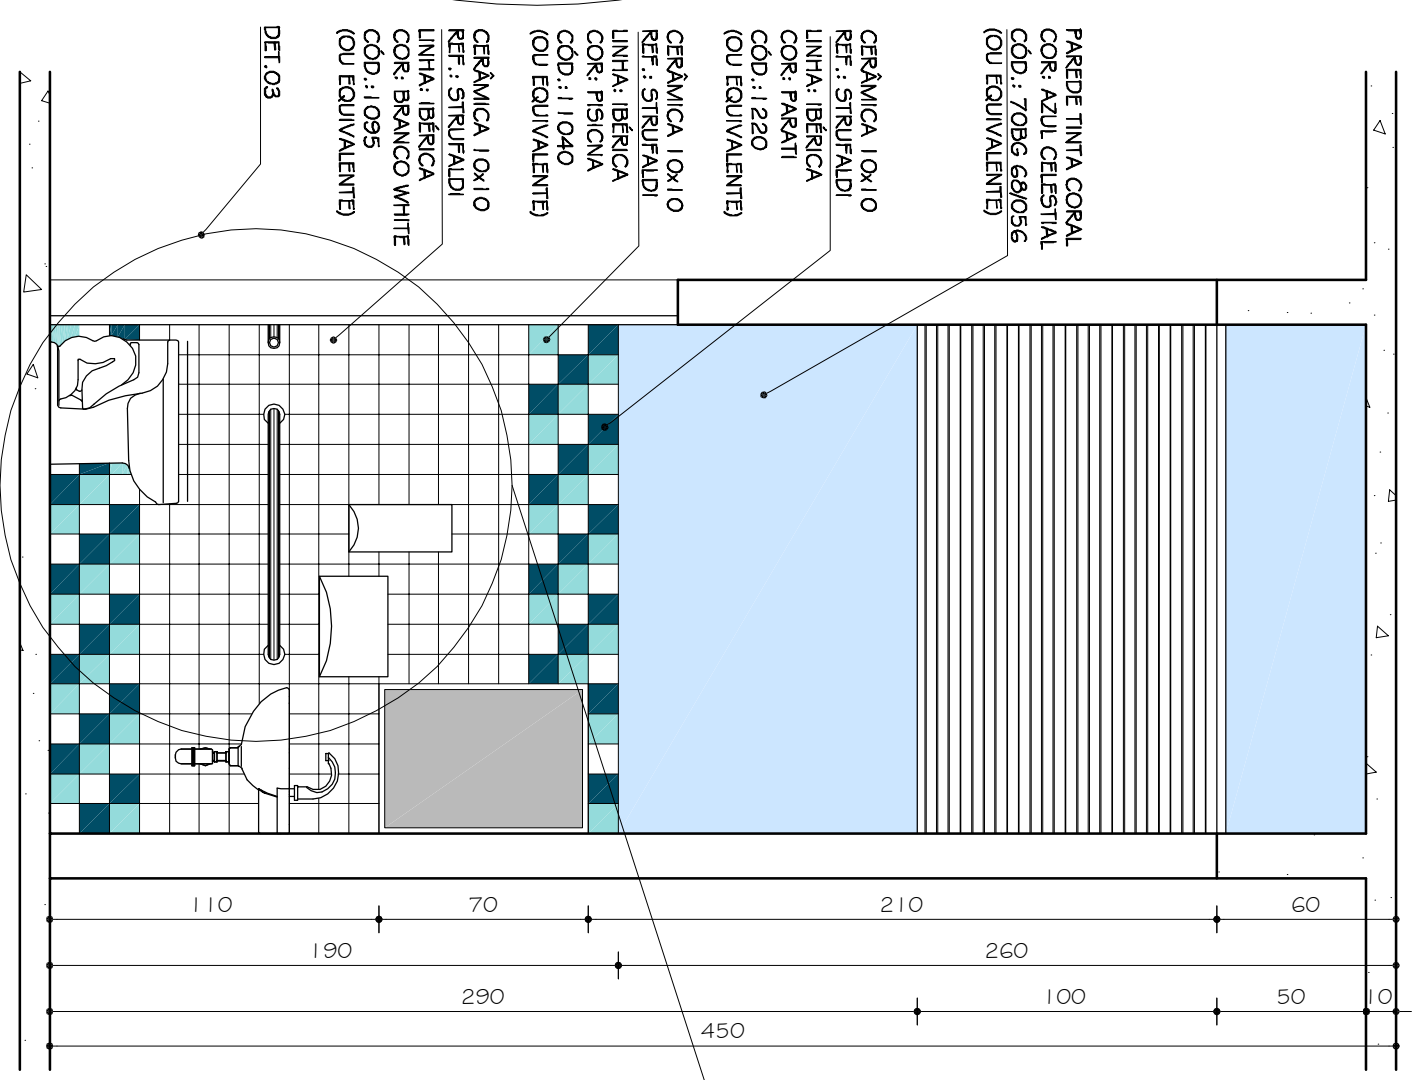 PAREDE TINTA CORAL
COR: AZUL CELESTIAL
CÓD.: 70BG 68/056
(OU EQUIVALENTE)
CERÂMICA 10x10
REF.: STRUFALDI
LINHA: IBÉRICA
COR: PARATI
CÓD.:1220
(OU EQUIVALENTE)
CERÂMICA 10x10
REF.: STRUFALDI
LINHA: IBÉRICA
COR: PISICNA
CÓD.:11040
(OU EQUIVALENTE)
CERÂMICA 10x10
REF.: STRUFALDI
LINHA: IBÉRICA
COR: BRANCO WHITE
CÓD.:1095
(OU EQUIVALENTE)
DET.03
110 70 210 60
190 260
290 100 50 10
450